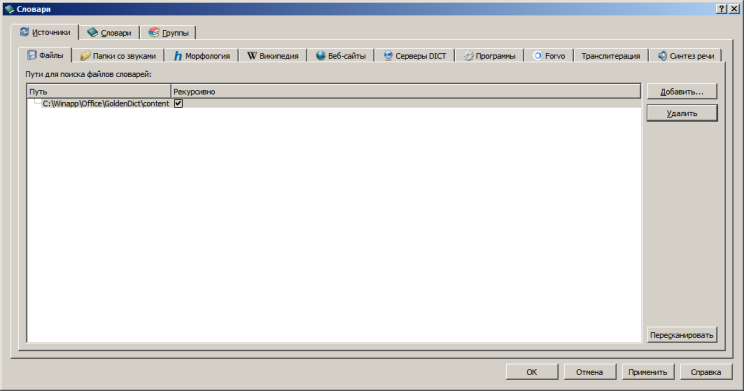 Словари
Источники Словари Группы
Файлы Папки со звуками Морфология Википедия Веб-сайты Серверы DICT Программы Forvo Транслитерация Синтез речи
Пути для поиска файлов словарей:
Путь Рекурсивно Добавить...
C:\Winapp\Office\GoldenDict\content
Удалить
Пересканировать
OK Отмена Применить Справка